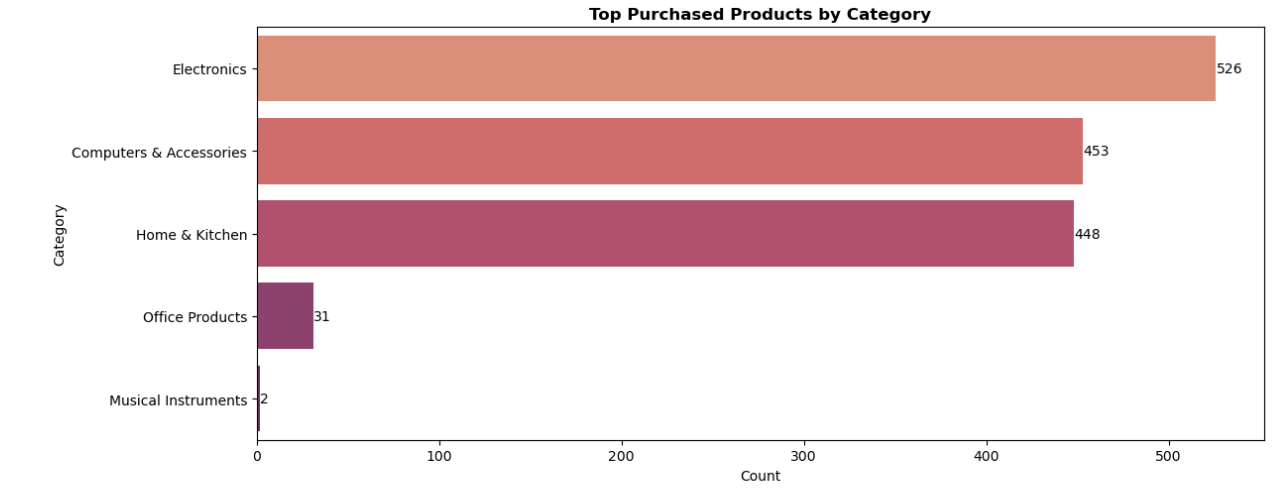 Top Purchased Products by Category
Electronics
526
Computers & Accessories
453
Home & Kitchen
448
Office Products
31
Musical Instruments
2
Category
0
100
200
300
400
500
Count